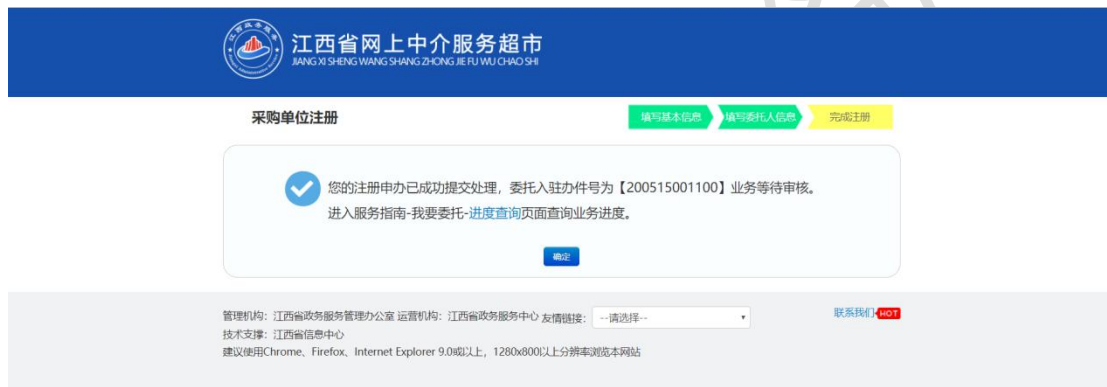 江西省网上中介服务超市
JIANG XI SHENG WANG SHANG ZHONG JIE FU WU CHAO SHI
采购单位注册
填写基本信息
填写委托人信息
完成注册
您的注册申办已成功提交处理，委托入驻办件号为【200515001100】业务等待审核。
进入服务指南-我要委托-进度查询页面查询业务进度。
确定
管理机构：江西省政务服务管理办公室 运营机构：江西省政务服务中心 友情链接： --请选择--
联系我们 HOT
技术支撑：江西省信息中心
建议使用Chrome、Firefox、Internet Explorer 9.0或以上，1280x800以上分辨率浏览本网站